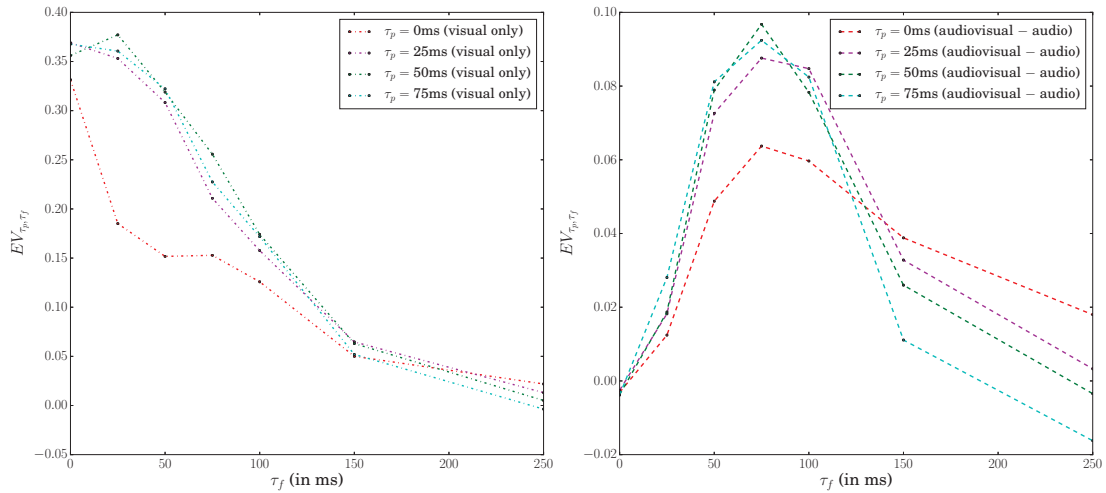 0.40
0.35
0.30
0.25
0.20
0.15
0.10
0.05
0.00
−0.05
0
50
100
150
200
250
τ_f (in ms)
EV_{τ_p,τ_f}
τ_p = 0ms (visual only)
τ_p = 25ms (visual only)
τ_p = 50ms (visual only)
τ_p = 75ms (visual only)
0.10
0.08
0.06
0.04
0.02
0.00
−0.02
0
50
100
150
200
250
τ_f (in ms)
EV_{τ_p,τ_f}
τ_p = 0ms (audiovisual − audio)
τ_p = 25ms (audiovisual − audio)
τ_p = 50ms (audiovisual − audio)
τ_p = 75ms (audiovisual − audio)